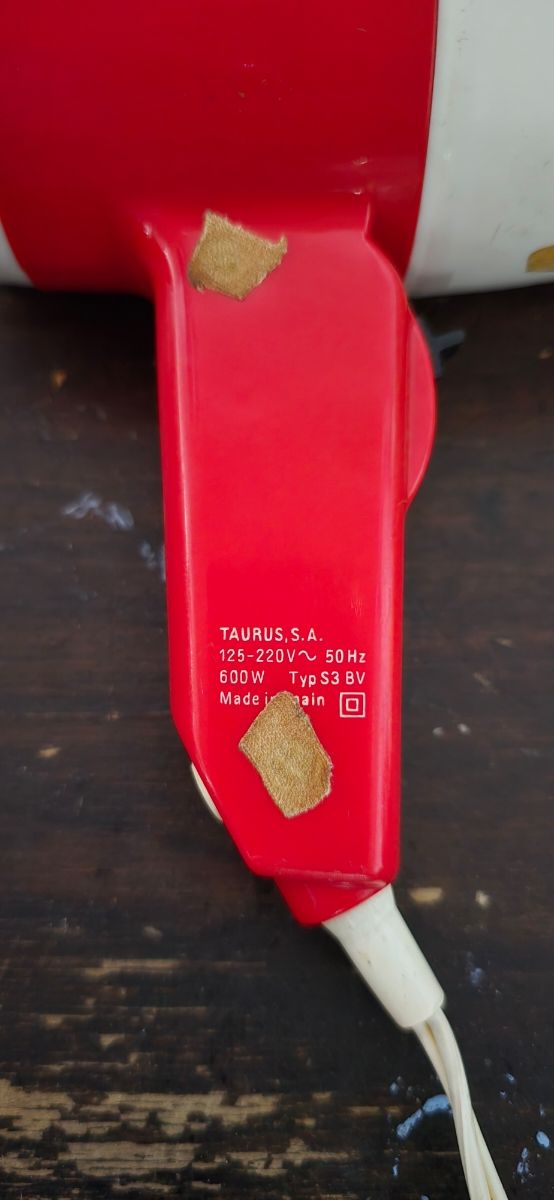 TAURUS, S.A.
125-220V~ 50Hz
600W Typ S3 BV
Made